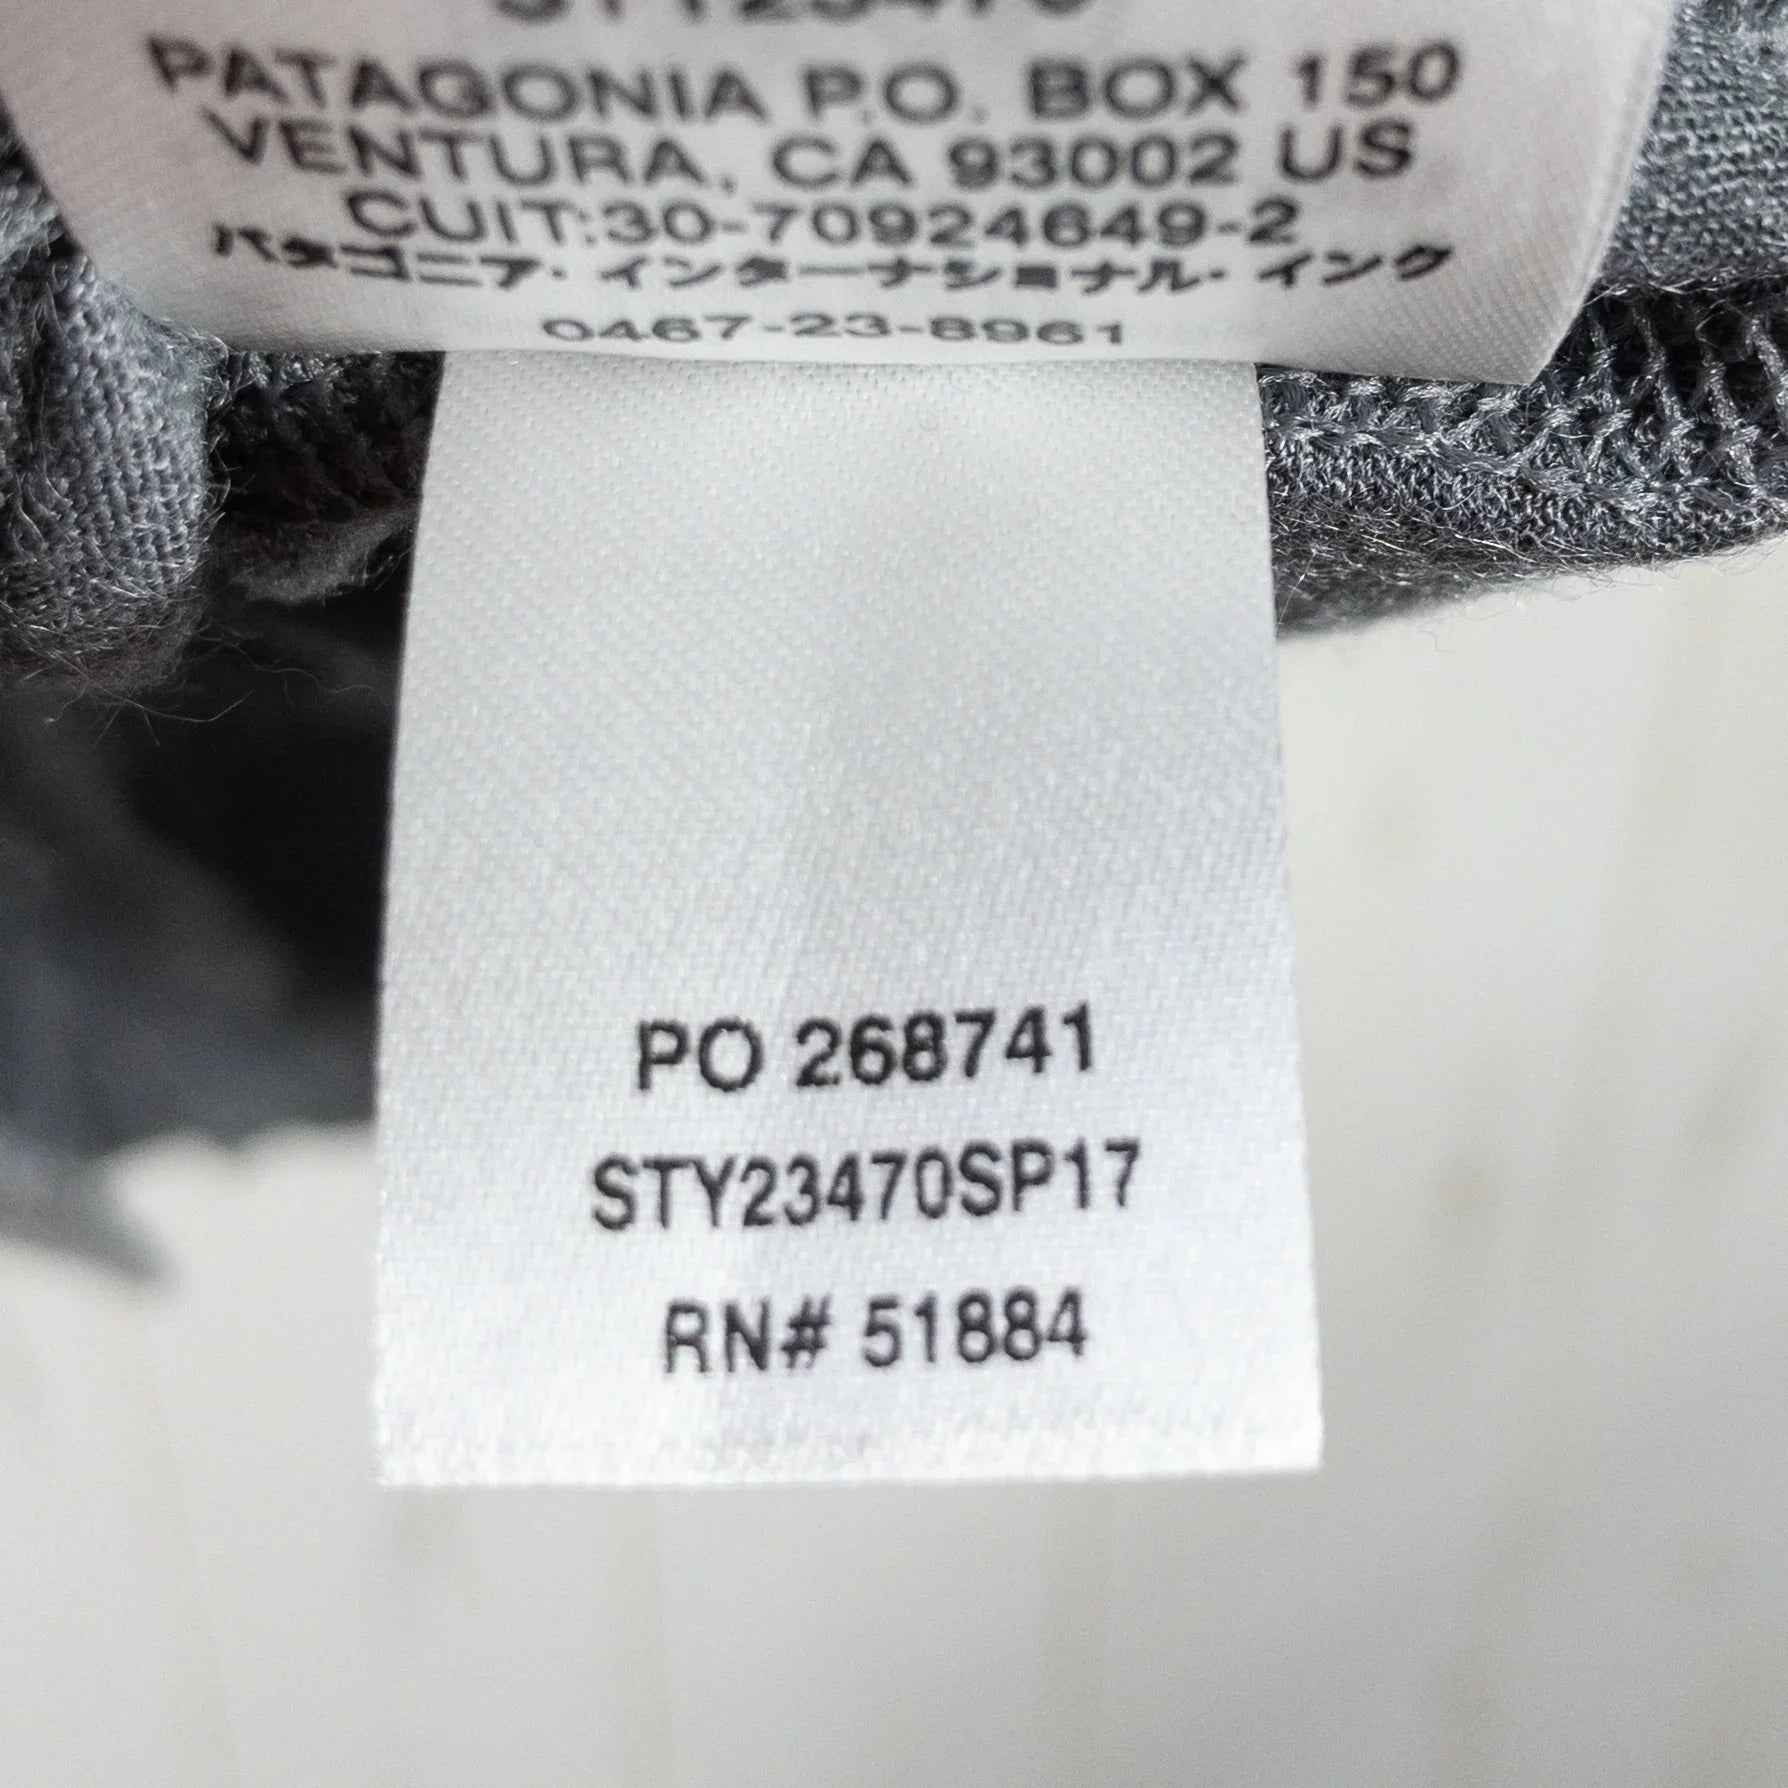 STY23470
PATAGONIA P.O. BOX 150
VENTURA, CA 93002 US
CUIT:30-70924649-2
パタゴニア・インターナショナル・インク
0467-23-8961
PO 268741
STY23470SP17
RN# 51884